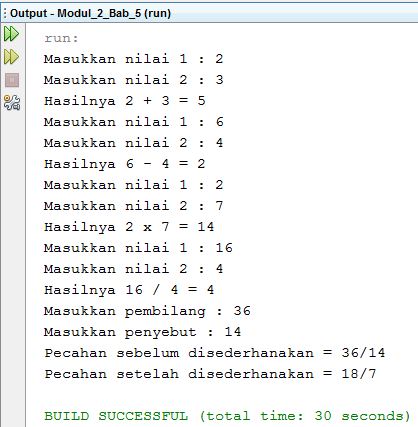 Output - Modul_2_Bab_5 (run)
run:
Masukkan nilai 1 : 2
Masukkan nilai 2 : 3
Hasilnya 2 + 3 = 5
Masukkan nilai 1 : 6
Masukkan nilai 2 : 4
Hasilnya 6 - 4 = 2
Masukkan nilai 1 : 2
Masukkan nilai 2 : 7
Hasilnya 2 x 7 = 14
Masukkan nilai 1 : 16
Masukkan nilai 2 : 4
Hasilnya 16 / 4 = 4
Masukkan pembilang : 36
Masukkan penyebut : 14
Pecahan sebelum disederhanakan = 36/14
Pecahan setelah disederhanakan = 18/7
BUILD SUCCESSFUL (total time: 30 seconds)